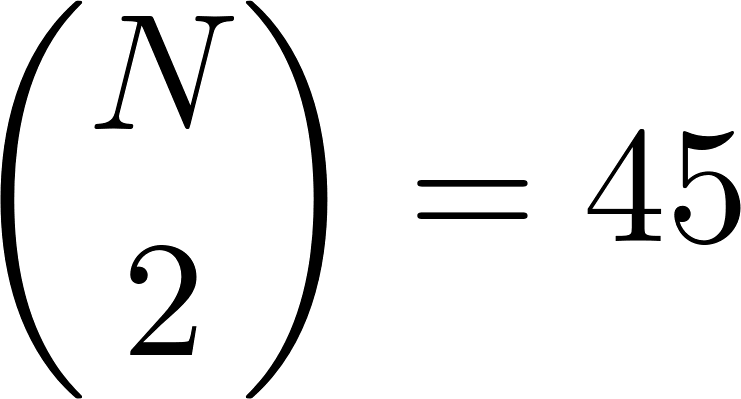 (N
2) = 45